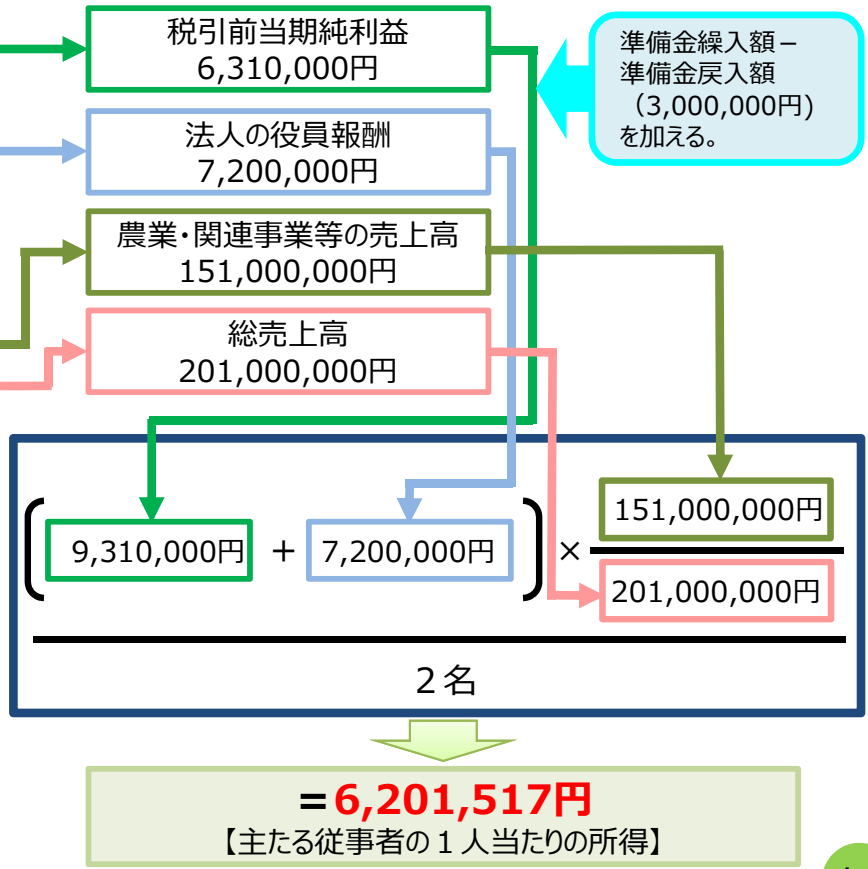 税引前当期純利益
6,310,000円
準備金繰入額－
準備金戻入額
（3,000,000円)
を加える。
法人の役員報酬
7,200,000円
農業・関連事業等の売上高
151,000,000円
総売上高
201,000,000円
9,310,000円 + 7,200,000円 × 151,000,000円
201,000,000円
２名
＝6,201,517円
【主たる従事者の１人当たりの所得】